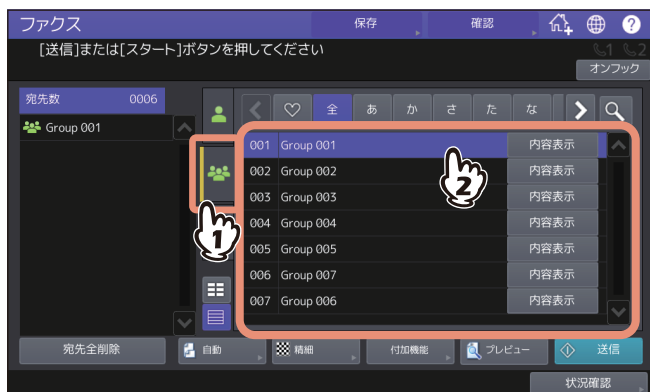 ファクス 保存 確認 ?
[送信]または[スタート]ボタンを押してください
1 2
オンフック
宛先数 0006
全 あ か さ た な
Group 001
001 Group 001 内容表示
002 Group 002 内容表示
003 Group 003 内容表示
004 Group 004 内容表示
005 Group 005 内容表示
006 Group 007 内容表示
007 Group 006 内容表示
1
2
宛先全削除 自動 精細 付加機能 プレビュー 送信
状況確認